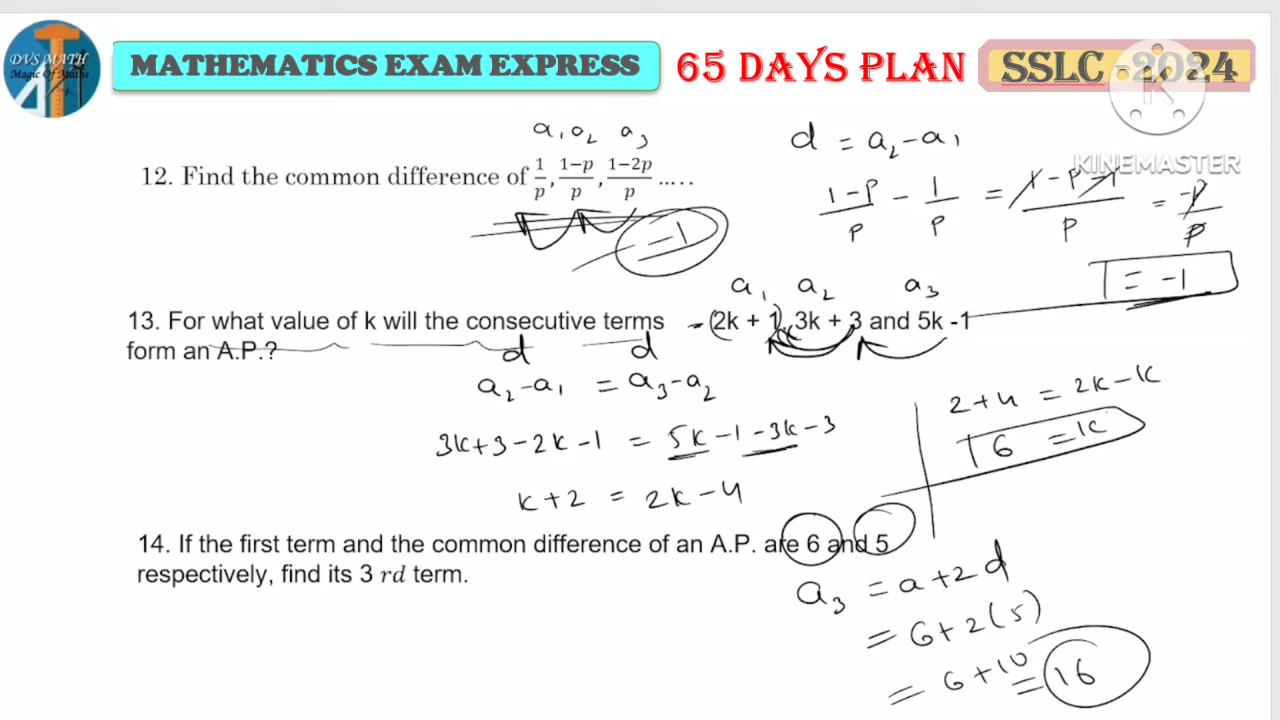 DVS MATH
Magic Of Maths
MATHEMATICS EXAM EXPRESS
65 DAYS PLAN
SSLC -2024
KINEMASTER
a₁ a₂ a₃
12. Find the common difference of 1/p, (1−p)/p, (1−2p)/p .....
−1
d = a₂ − a₁
(1−p)/p − 1/p = (1−p−1)/p = −p/p
= −1
a₁ a₂ a₃
13. For what value of k will the consecutive terms (2k + 1), 3k + 3 and 5k -1
form an A.P.?
d d
a₂−a₁ = a₃−a₂
3k+3−2k−1 = 5k−1−3k−3
k+2 = 2k−4
2+4 = 2k−k
6 = k
14. If the first term and the common difference of an A.P. are 6 and 5
respectively, find its 3 rd term.
a₃ = a+2d
= 6+2(5)
= 6+10
= 16